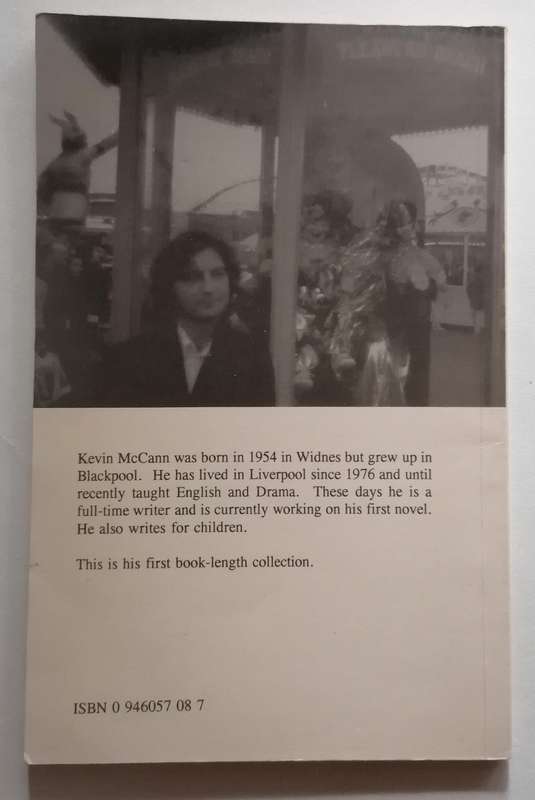 Kevin McCann was born in 1954 in Widnes but grew up in
Blackpool. He has lived in Liverpool since 1976 and until
recently taught English and Drama. These days he is a
full-time writer and is currently working on his first novel.
He also writes for children.
This is his first book-length collection.
ISBN 0 946057 08 7